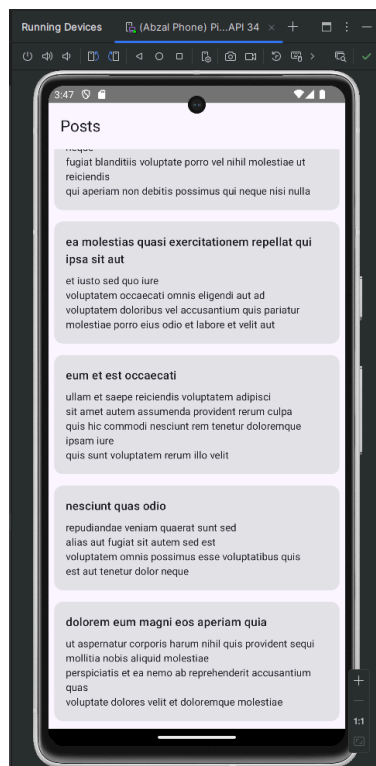 Running Devices
(Abzal Phone) Pi...API 34
3:47
Posts
neque
fugiat blanditiis voluptate porro vel nihil molestiae ut
reiciendis
qui aperiam non debitis possimus qui neque nisi nulla
ea molestias quasi exercitationem repellat qui
ipsa sit aut
et iusto sed quo iure
voluptatem occaecati omnis eligendi aut ad
voluptatem doloribus vel accusantium quis pariatur
molestiae porro eius odio et labore et velit aut
eum et est occaecati
ullam et saepe reiciendis voluptatem adipisci
sit amet autem assumenda provident rerum culpa
quis hic commodi nesciunt rem tenetur doloremque
ipsam iure
quis sunt voluptatem rerum illo velit
nesciunt quas odio
repudiandae veniam quaerat sunt sed
alias aut fugiat sit autem sed est
voluptatem omnis possimus esse voluptatibus quis
est aut tenetur dolor neque
dolorem eum magni eos aperiam quia
ut aspernatur corporis harum nihil quis provident sequi
mollitia nobis aliquid molestiae
perspiciatis et ea nemo ab reprehenderit accusantium
quas
voluptate dolores velit et doloremque molestiae
1:1